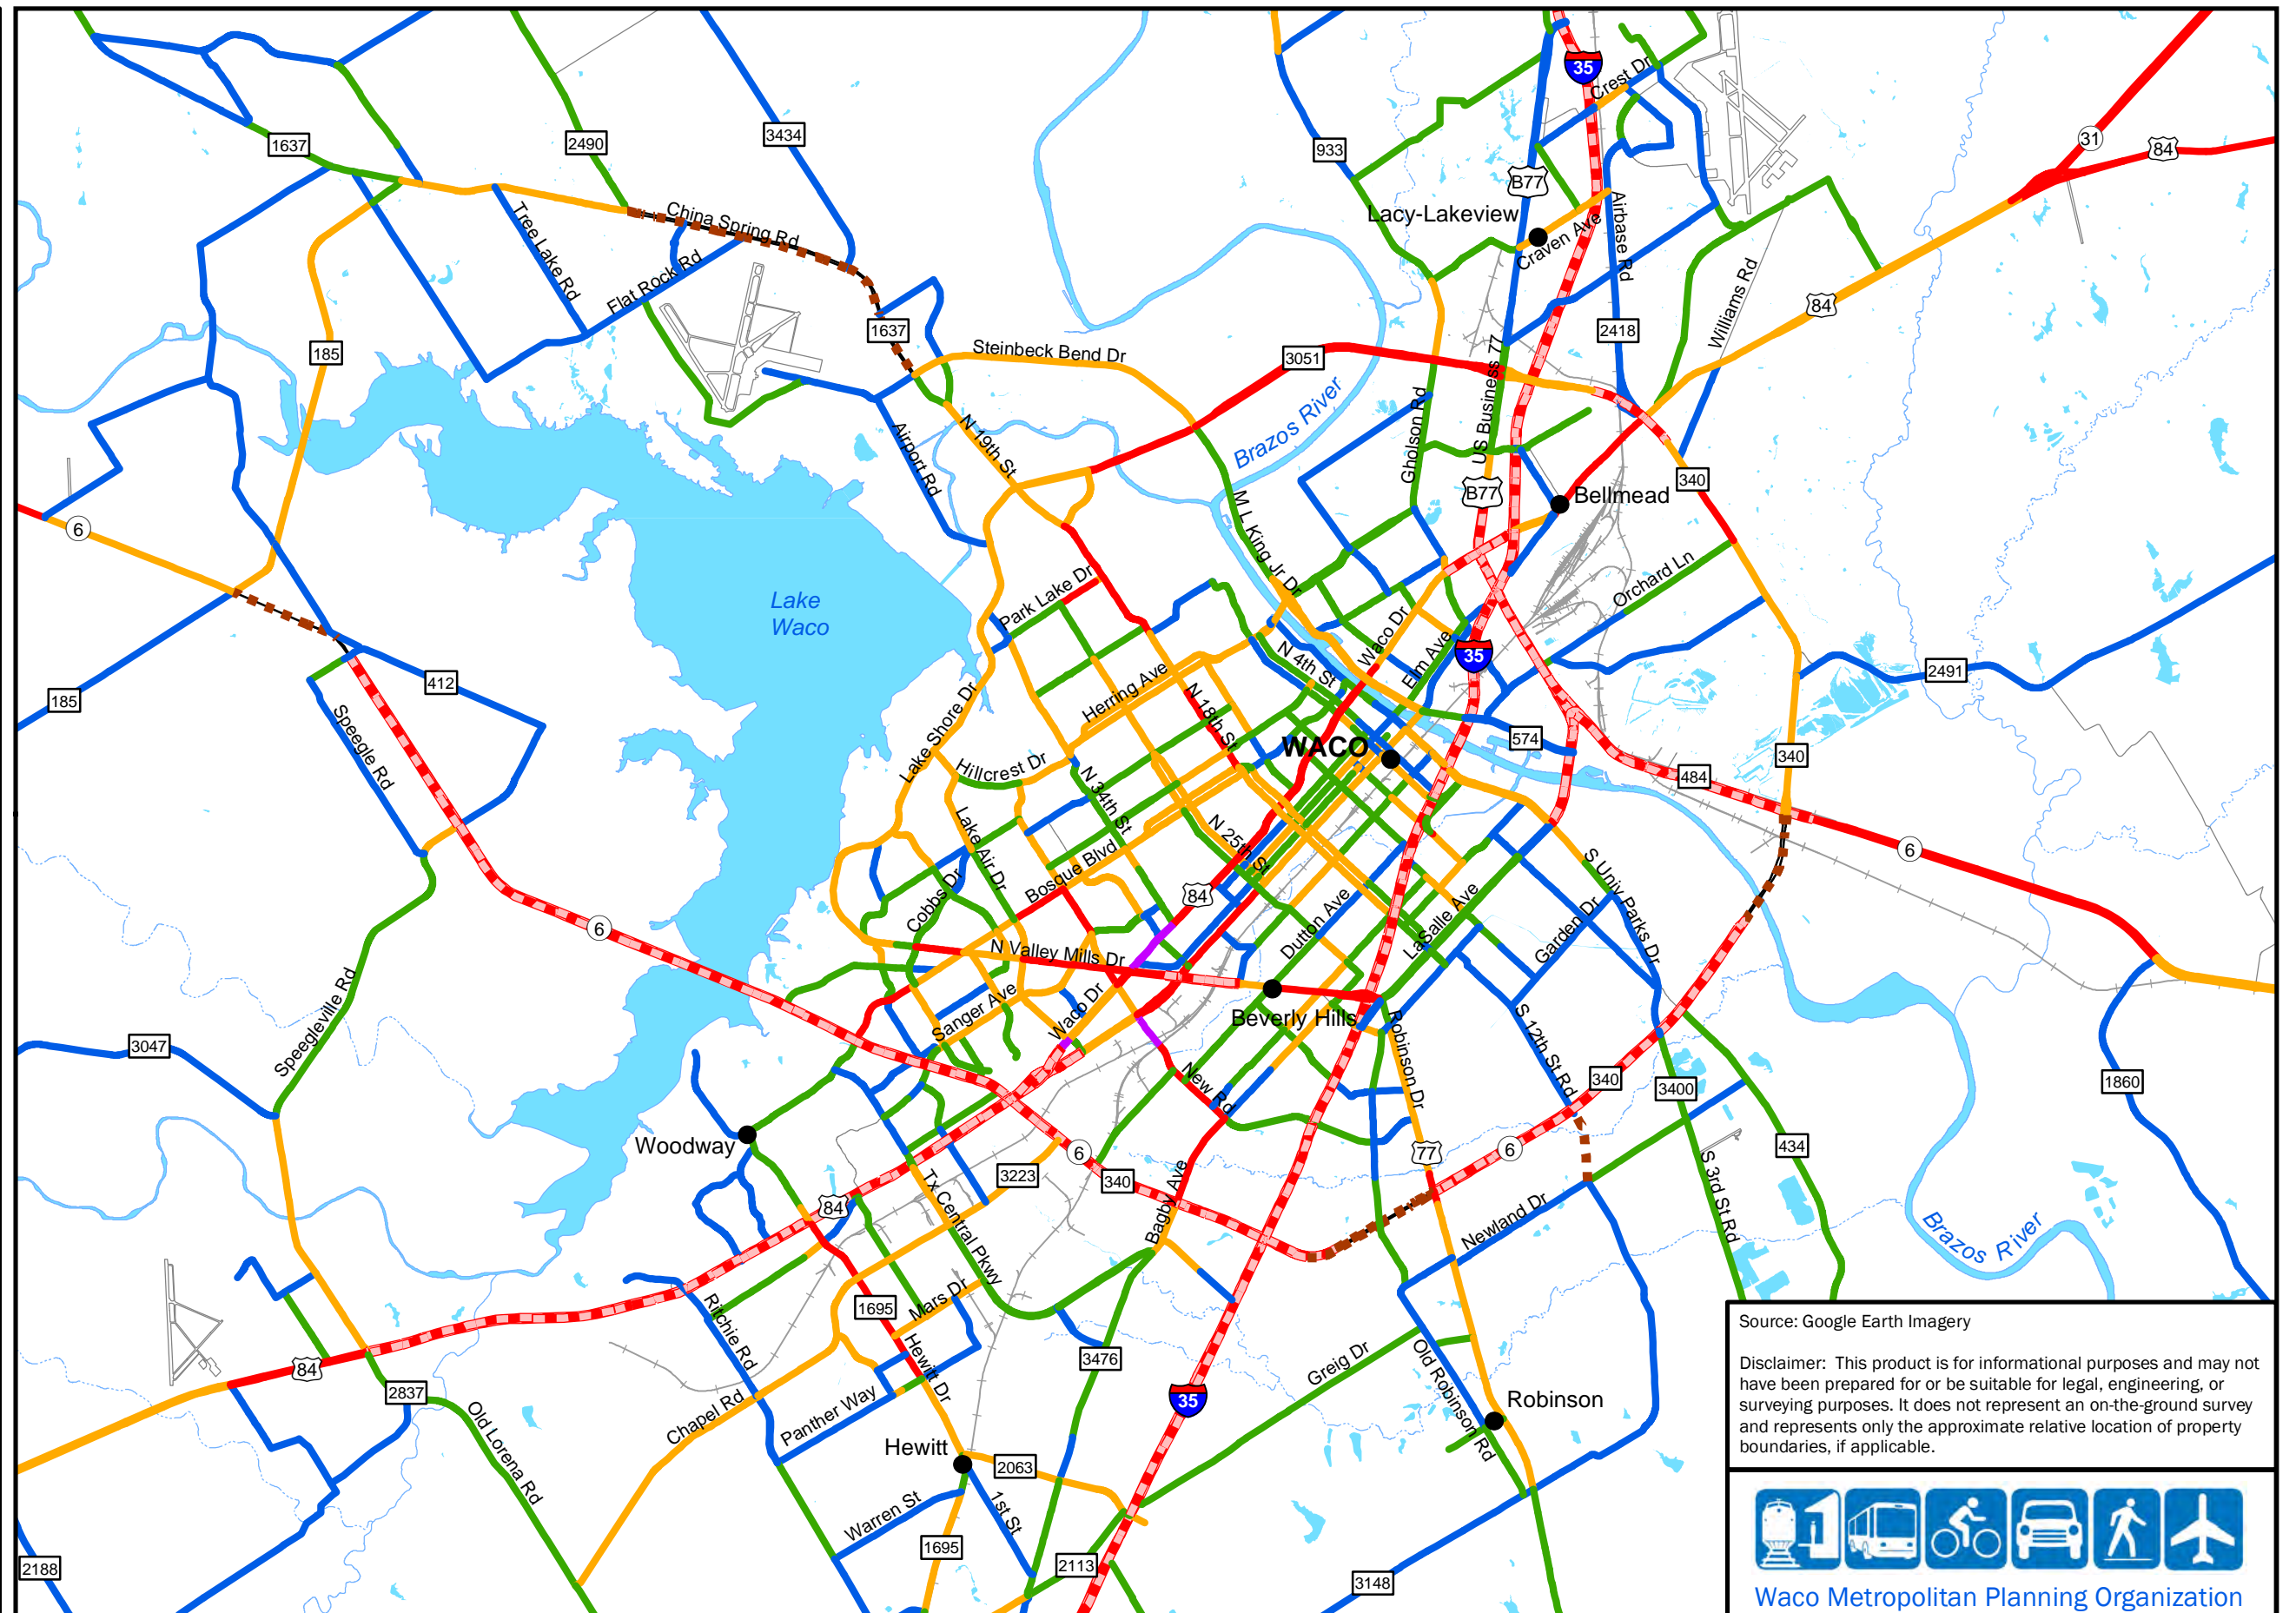 35
Crest Dr
31
84
1637
2490
3434
933
B77
Lacy-Lakeview
Craven Ave
Airbase Rd
China Spring Rd
Tree Lake Rd
Flat Rock Rd
Williams Rd
84
185
1637
2418
Steinbeck Bend Dr
3051
US Business 77
Brazos River
Gholson Rd
N 19th St
Airport Rd
340
B77
Bellmead
6
M L King Jr Dr
Orchard Ln
Park Lake Dr
Lake
Waco
Waco Dr
Elm Ave
35
N 4th St
2491
412
185
Herring Ave
N 18th St
Speegle Rd
Lake Shore Dr
574
WACO
340
484
Hillcrest Dr
N 34th St
Lake Air Dr
N 25th St
6
Bosque Blvd
84
Cobbs Dr
S Univ Parks Dr
Dutton Ave
LaSalle Ave
Garden Dr
6
N Valley Mills Dr
Speegleville Rd
Sanger Ave
Waco Dr
Beverly Hills
3047
Robinson Dr
S 12th St Rd
New Rd
340
3400
1860
Woodway
6
77
6
434
3223
340
84
Tx Central Pkwy
Bagby Ave
S 3rd St Rd
Newland Dr
Brazos River
1695
Mars Dr
Ritchie Rd
Hewitt Dr
84
3476
Greig Dr
Old Robinson Rd
2837
Old Lorena Rd
Chapel Rd
Panther Way
35
Robinson
Hewitt
2063
Warren St
1st St
1695
2113
2188
3148
Source: Google Earth Imagery
Disclaimer: This product is for informational purposes and may not
have been prepared for or be suitable for legal, engineering, or
surveying purposes. It does not represent an on-the-ground survey
and represents only the approximate relative location of property
boundaries, if applicable.
Waco Metropolitan Planning Organization